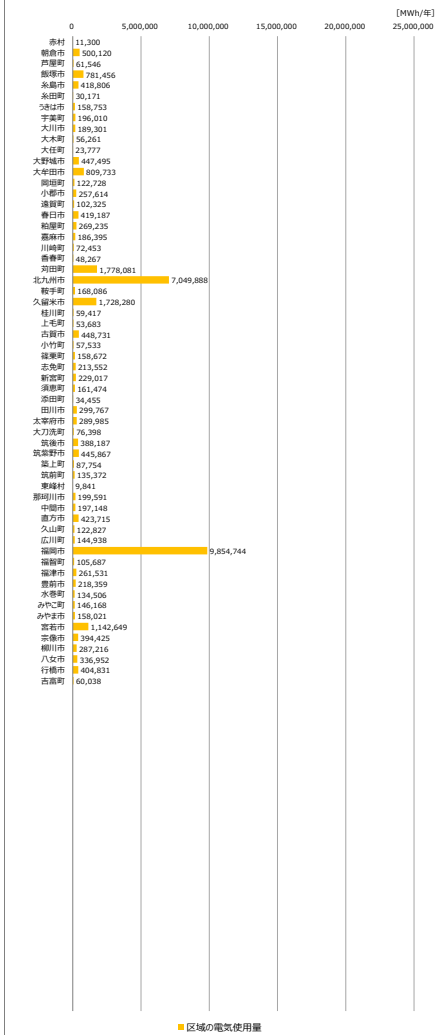 [MWh/年]
0 5,000,000 10,000,000 15,000,000 20,000,000 25,000,000
赤村 11,300
朝倉市 500,120
芦屋町 61,546
飯塚市 781,456
糸島市 418,806
糸田町 30,171
うきは市 158,753
宇美町 196,010
大川市 189,301
大木町 56,261
大任町 23,777
大野城市 447,495
大牟田市 809,733
岡垣町 122,728
小郡市 257,614
遠賀町 102,325
春日市 419,187
粕屋町 269,235
嘉麻市 186,395
川崎町 72,453
香春町 48,267
苅田町 1,778,081
北九州市 7,049,888
鞍手町 168,086
久留米市 1,728,280
桂川町 59,417
上毛町 53,683
古賀市 448,731
小竹町 57,533
篠栗町 158,672
志免町 213,552
新宮町 229,017
須恵町 161,474
添田町 34,455
田川市 299,767
太宰府市 289,985
大刀洗町 76,398
筑後市 388,187
筑紫野市 445,867
築上町 87,754
筑前町 135,372
東峰村 9,841
那珂川市 199,591
中間市 197,148
直方市 423,715
久山町 122,827
広川町 144,938
福岡市 9,854,744
福智町 105,687
福津市 261,531
豊前市 218,359
水巻町 134,506
みやこ町 146,168
みやま市 158,021
宮若市 1,142,649
宗像市 394,425
柳川市 287,216
八女市 336,952
行橋市 404,831
吉富町 60,038
区域の電気使用量